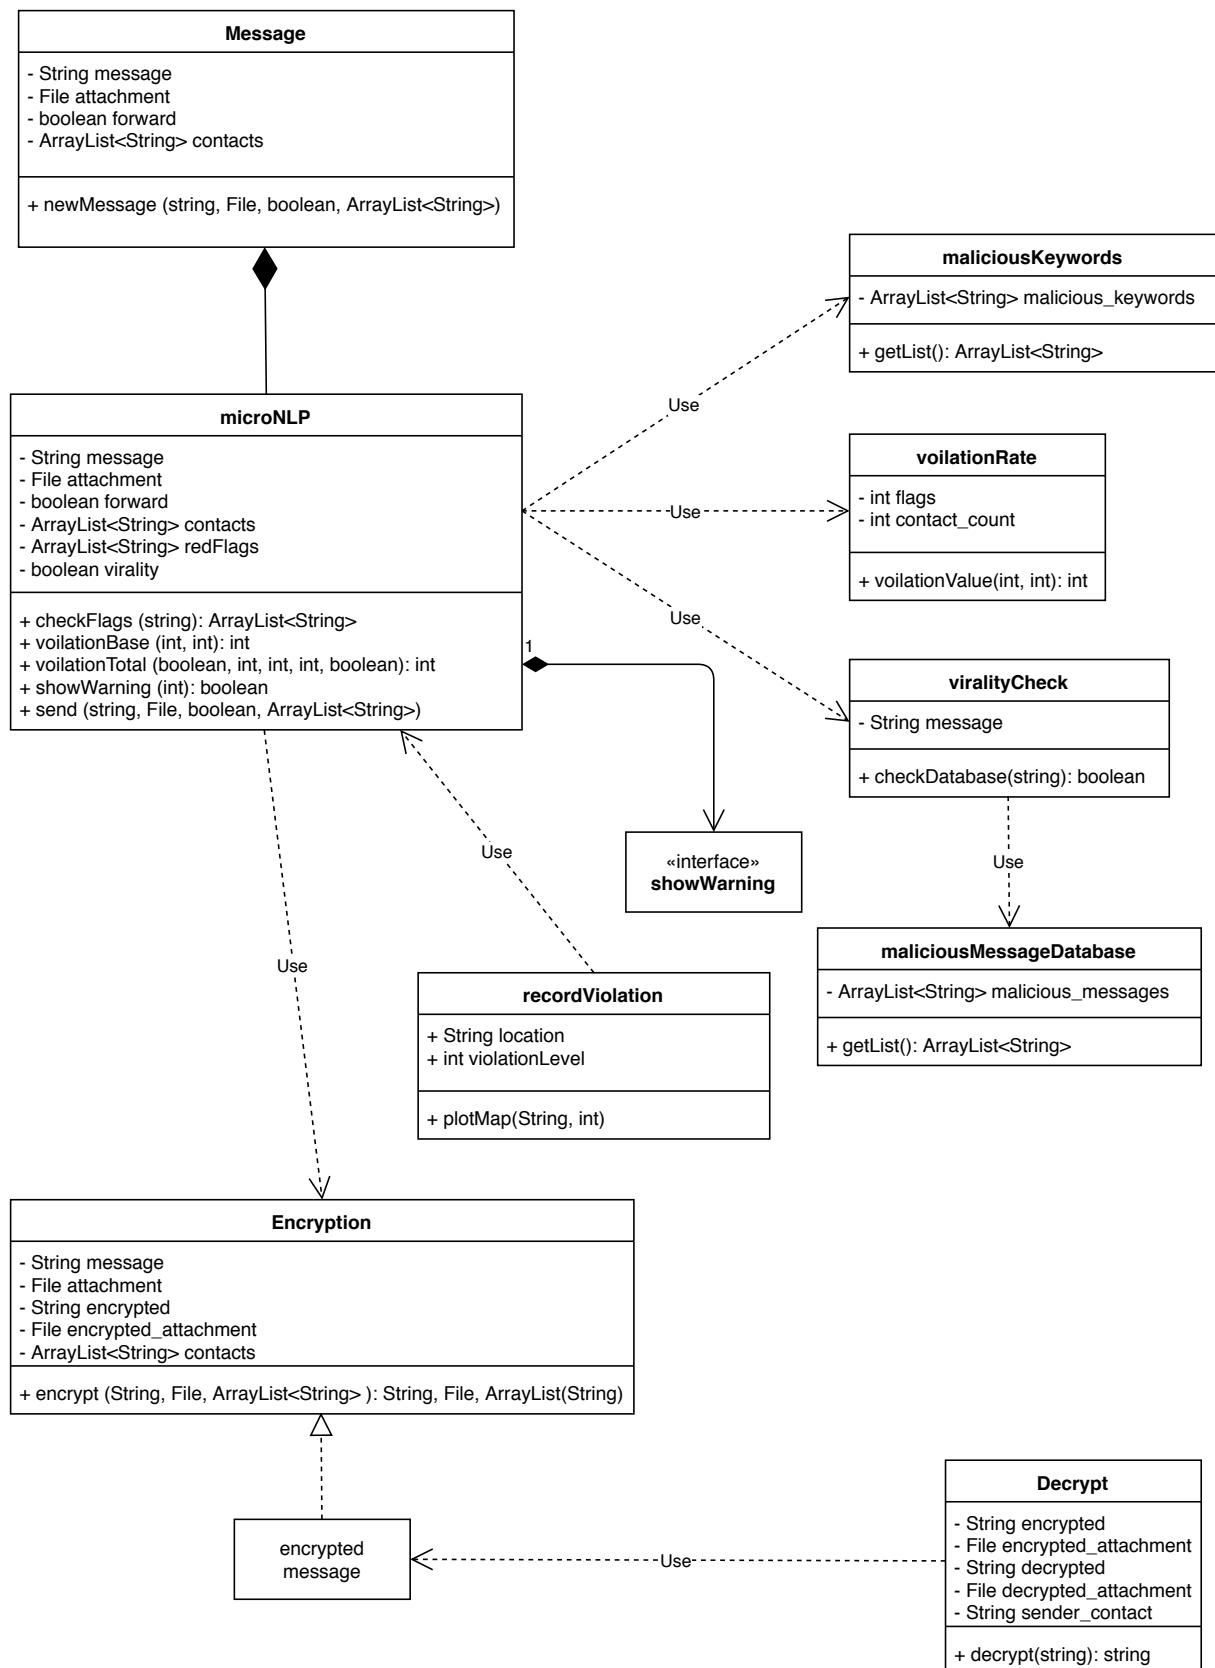 Message
- String message
- File attachment
- boolean forward
- ArrayList<String> contacts
+ newMessage (string, File, boolean, ArrayList<String>)
maliciousKeywords
- ArrayList<String> malicious_keywords
+ getList(): ArrayList<String>
Use
microNLP
- String message
- File attachment
- boolean forward
- ArrayList<String> contacts
- ArrayList<String> redFlags
- boolean virality
+ checkFlags (string): ArrayList<String>
+ voilationBase (int, int): int
+ voilationTotal (boolean, int, int, int, boolean): int
+ showWarning (int): boolean
+ send (string, File, boolean, ArrayList<String>)
Use
voilationRate
- int flags
- int contact_count
+ voilationValue(int, int): int
Use
1
viralityCheck
- String message
+ checkDatabase(string): boolean
Use
«interface»
showWarning
Use
maliciousMessageDatabase
- ArrayList<String> malicious_messages
+ getList(): ArrayList<String>
Use
recordViolation
+ String location
+ int violationLevel
+ plotMap(String, int)
Encryption
- String message
- File attachment
- String encrypted
- File encrypted_attachment
- ArrayList<String> contacts
+ encrypt (String, File, ArrayList<String> ): String, File, ArrayList(String)
encrypted
message
Use
Decrypt
- String encrypted
- File encrypted_attachment
- String decrypted
- File decrypted_attachment
- String sender_contact
+ decrypt(string): string